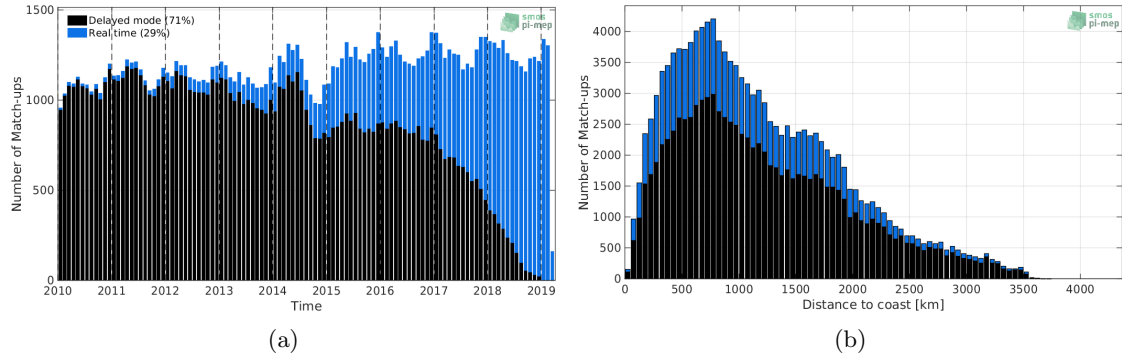 1500
1000
500
0
Number of Match-ups
Delayed mode (71%)
Real time (29%)
smos
pi-mep
2010 2011 2012 2013 2014 2015 2016 2017 2018 2019
Time
(a)
4000
3500
3000
2500
2000
1500
1000
500
0
Number of Match-ups
smos
pi-mep
0 500 1000 1500 2000 2500 3000 3500 4000
Distance to coast [km]
(b)